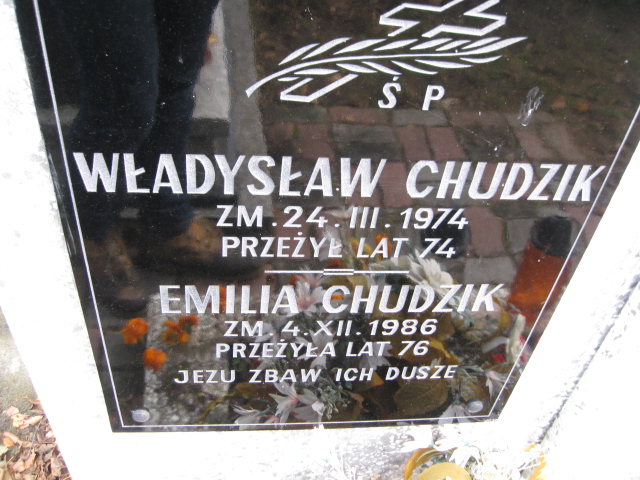 Ś P
WŁADYSŁAW CHUDZIK
ZM. 24. III. 1974
PRZEŻYŁ LAT 74
EMILIA CHUDZIK
ZM. 4. XII. 1986
PRZEŻYŁA LAT 76
JEZU ZBAW ICH DUSZE